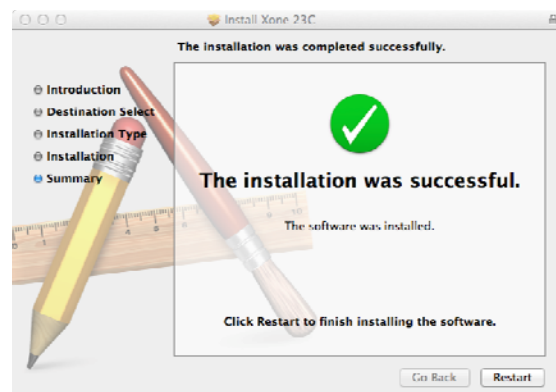 Install Xone 23C
The installation was completed successfully.
Introduction
Destination Select
Installation Type
Installation
Summary
The installation was successful.
The software was installed.
Click Restart to finish installing the software.
Go Back
Restart